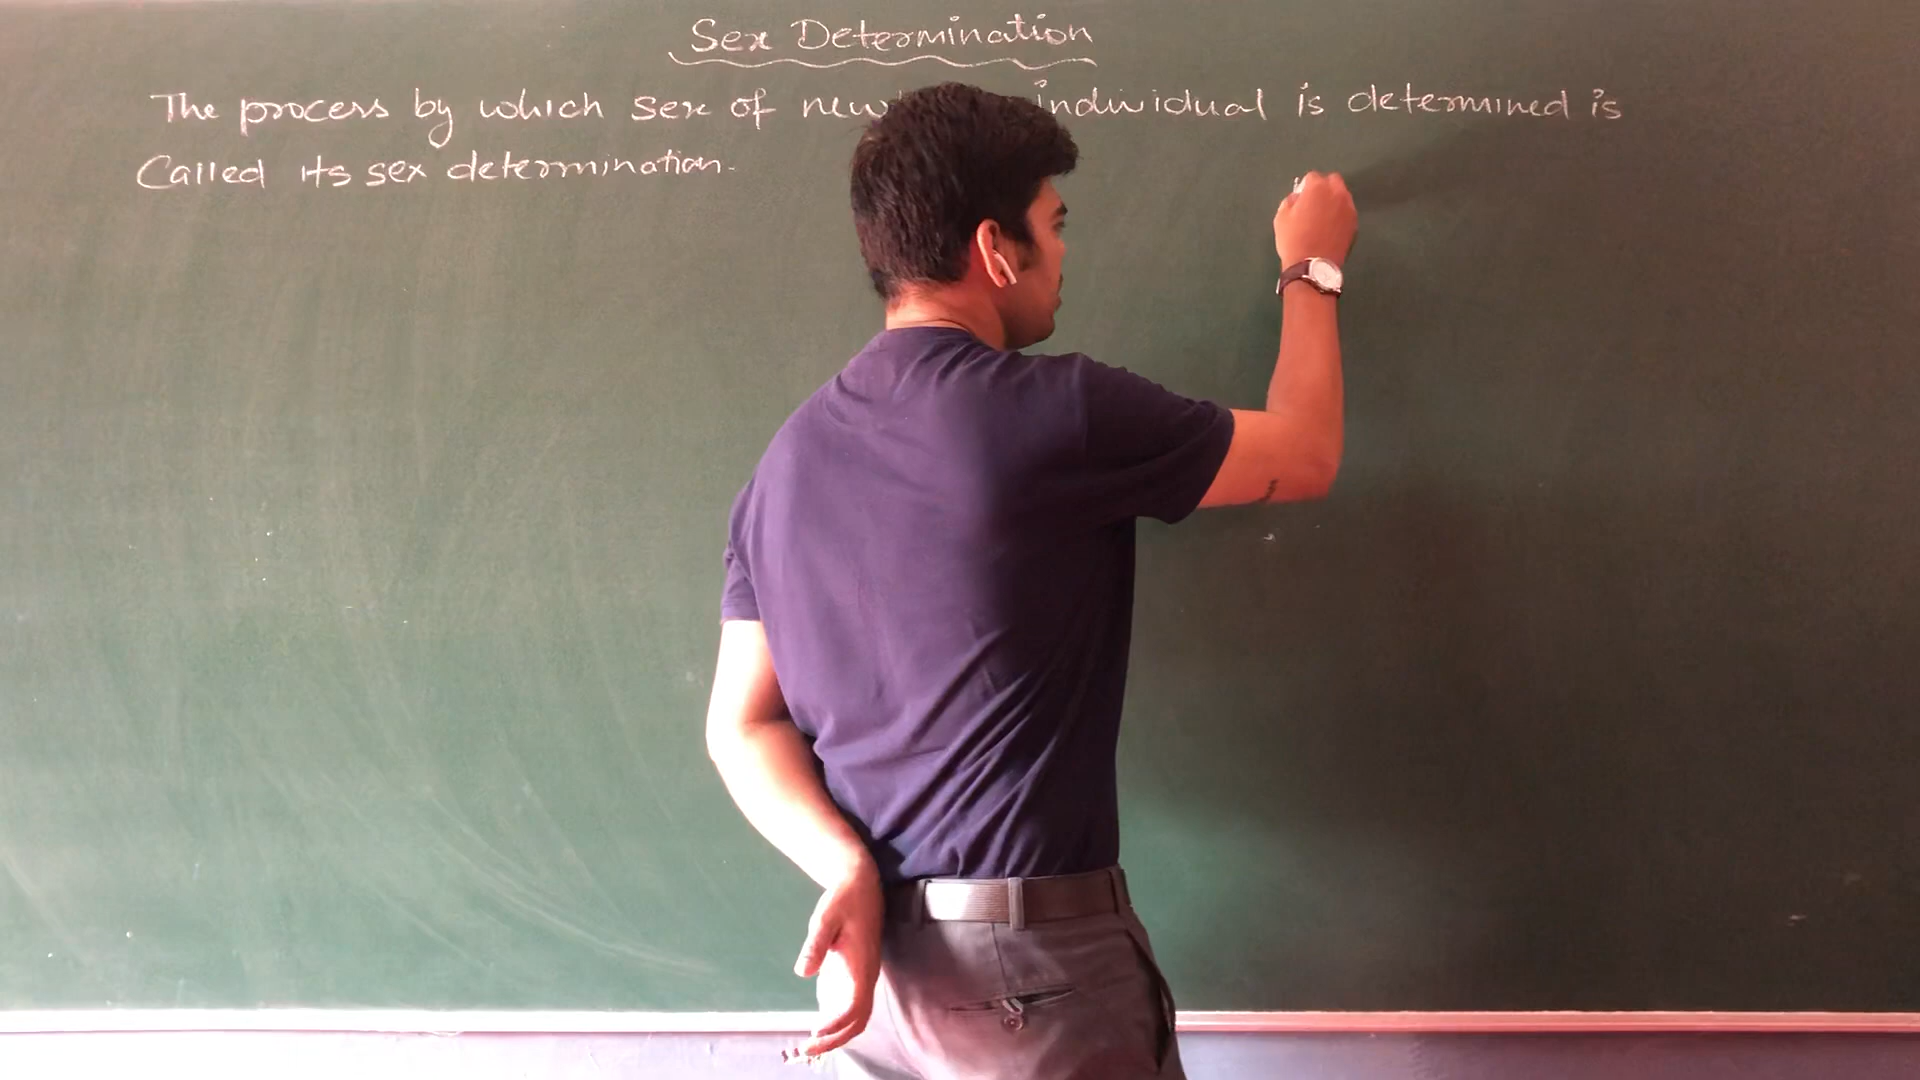 Sex Determination
The process by which sex of new individual is determined is
Called its sex determination.